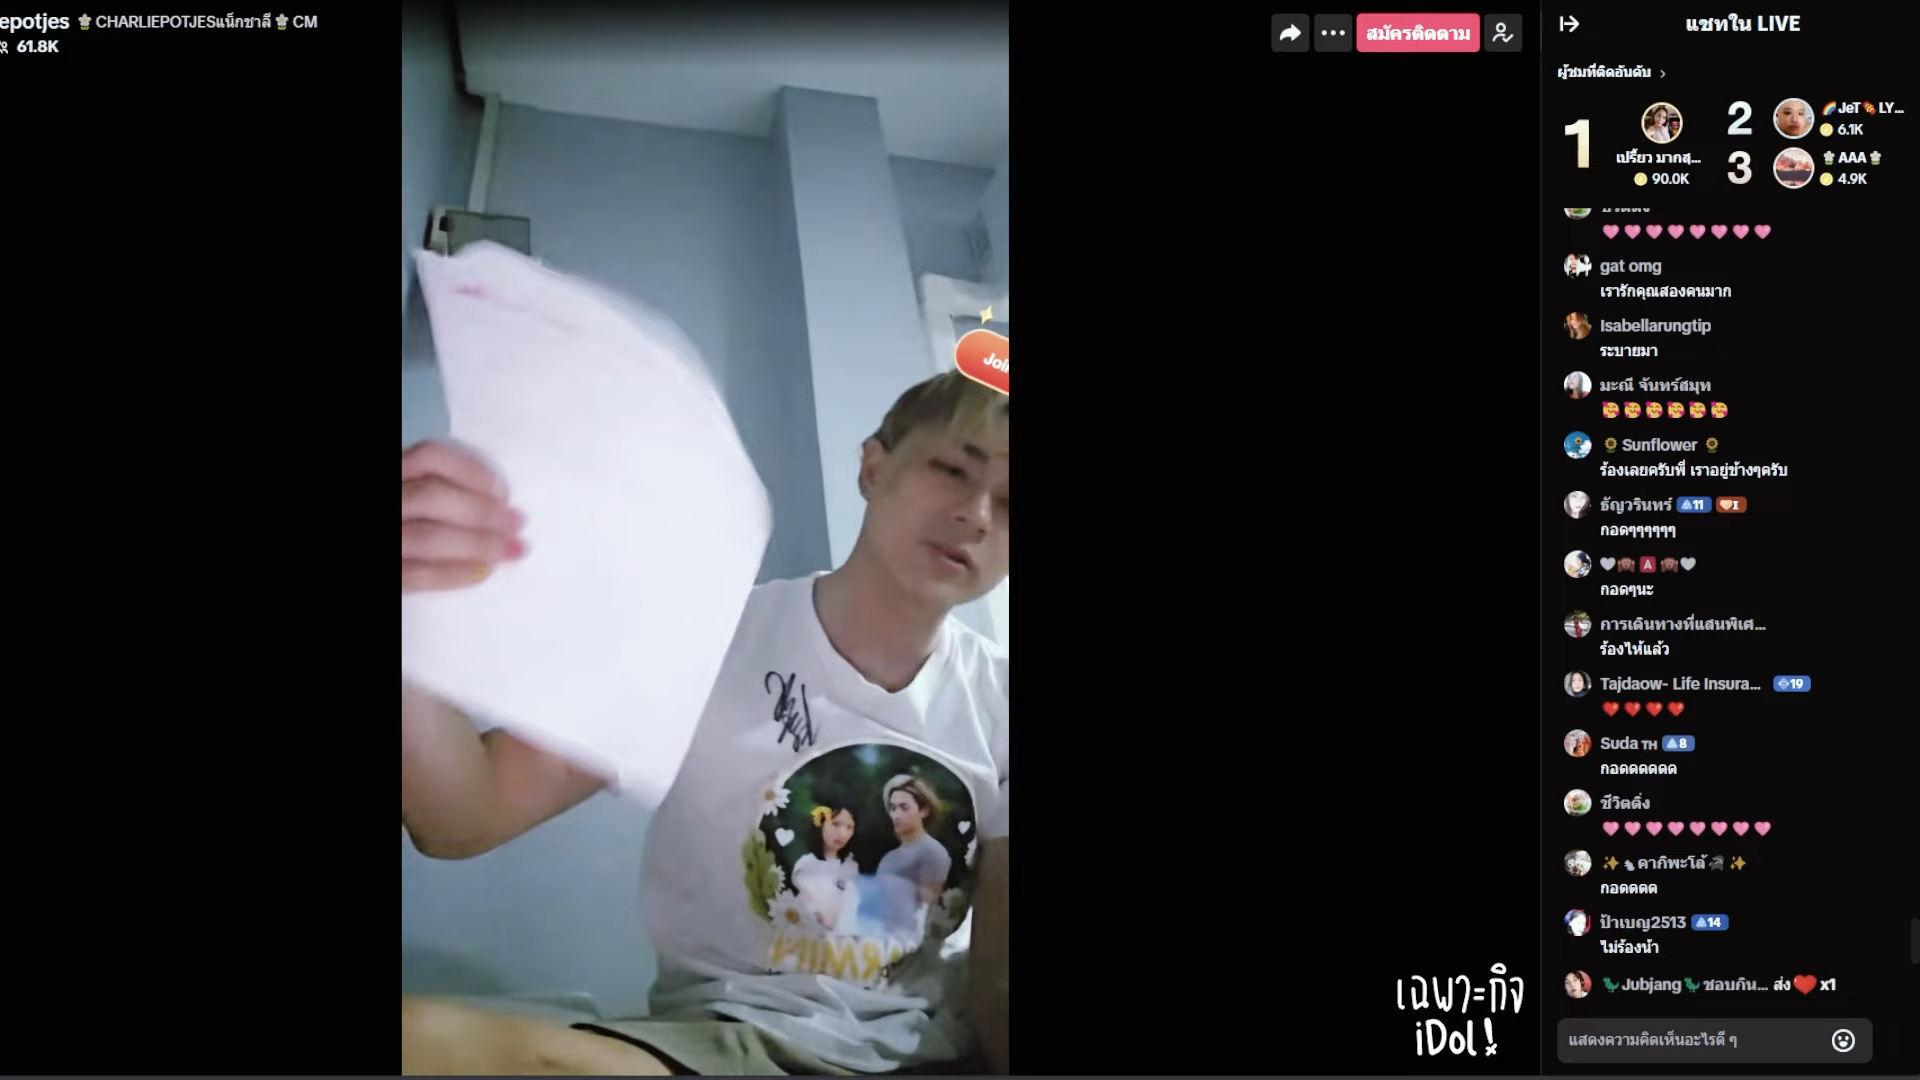 epotjes CHARLIEPOTJESแน็กชาลี CM
61.8K
สมัครติดตาม
แชทใน LIVE
ผู้ชมที่ติดอันดับ
1
เปรี้ยว มากสุ...
90.0K
2
JeT LY...
6.1K
3
AAA
4.9K
gat omg
เรารักคุณสองคนมาก
Isabellarungtip
ระบายมา
มะณี จันทร์สมุท
Sunflower
ร้องเลยครับพี่ เราอยู่ข้างๆครับ
ธัญวรินทร์ 11 I
กอดๆๆๆๆๆๆ
A
กอดๆนะ
การเดินทางที่แสนพิเศ...
ร้องไห้แล้ว
Tajdaow- Life Insura... 19
Suda TH 8
กอดดดดดด
ชีวิตติ่ง
คากิพะโล้
กอดดดด
ป้าเบญ2513 14
ไม่ร้องน้า
Jubjang ชอบกิน... ส่ง x1
แสดงความคิดเห็นอะไรดี ๆ
Join
เฉพาะกิจ
iDol!